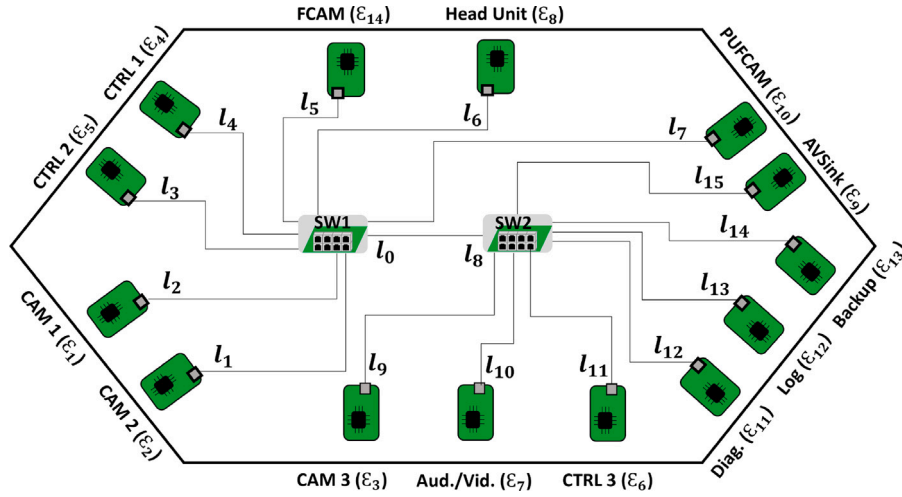 FCAM (ℰ₁₄)
Head Unit (ℰ₈)
CTRL 1 (ℰ₄)
PUFCAM (ℰ₁₀)
CTRL 2 (ℰ₅)
AVSink (ℰ₉)
l₅
l₆
l₄
l₇
l₃
l₁₅
SW1
SW2
l₀
l₈
l₁₄
Backup (ℰ₁₃)
l₂
l₁₃
CAM 1 (ℰ₁)
l₁
l₉
l₁₀
l₁₁
l₁₂
Log (ℰ₁₂)
CAM 2 (ℰ₂)
Diag. (ℰ₁₁)
CAM 3 (ℰ₃)
Aud./Vid. (ℰ₇)
CTRL 3 (ℰ₆)